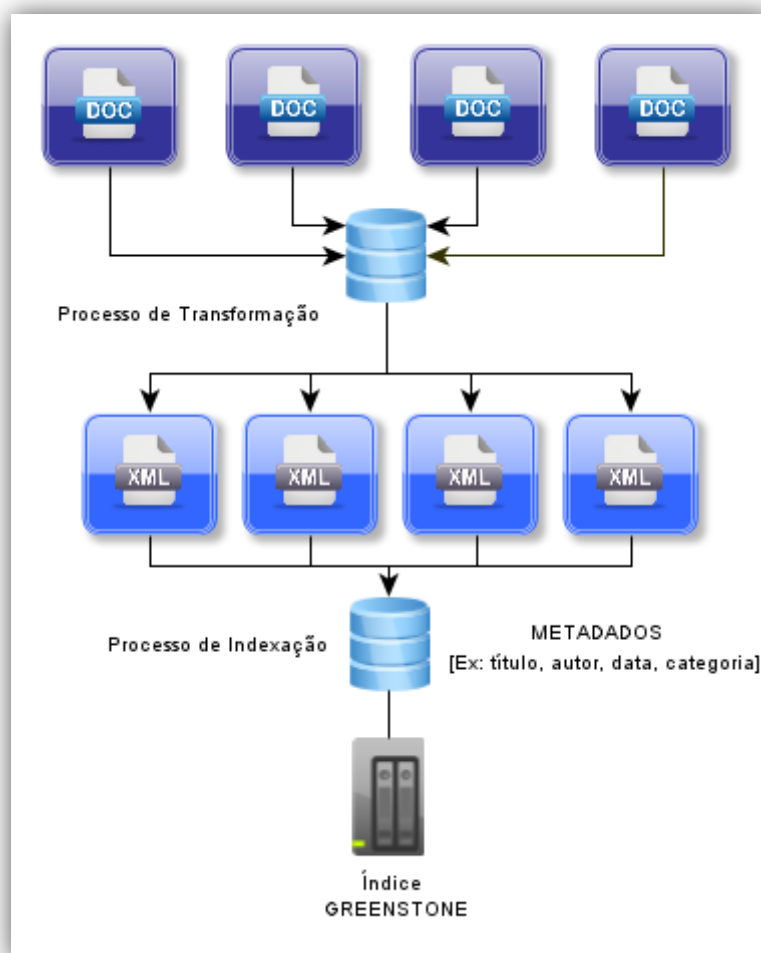 DOC
DOC
DOC
DOC
Processo de Transformação
XML
XML
XML
XML
Processo de Indexação
METADADOS
[Ex: título, autor, data, categoria]
Índice
GREENSTONE